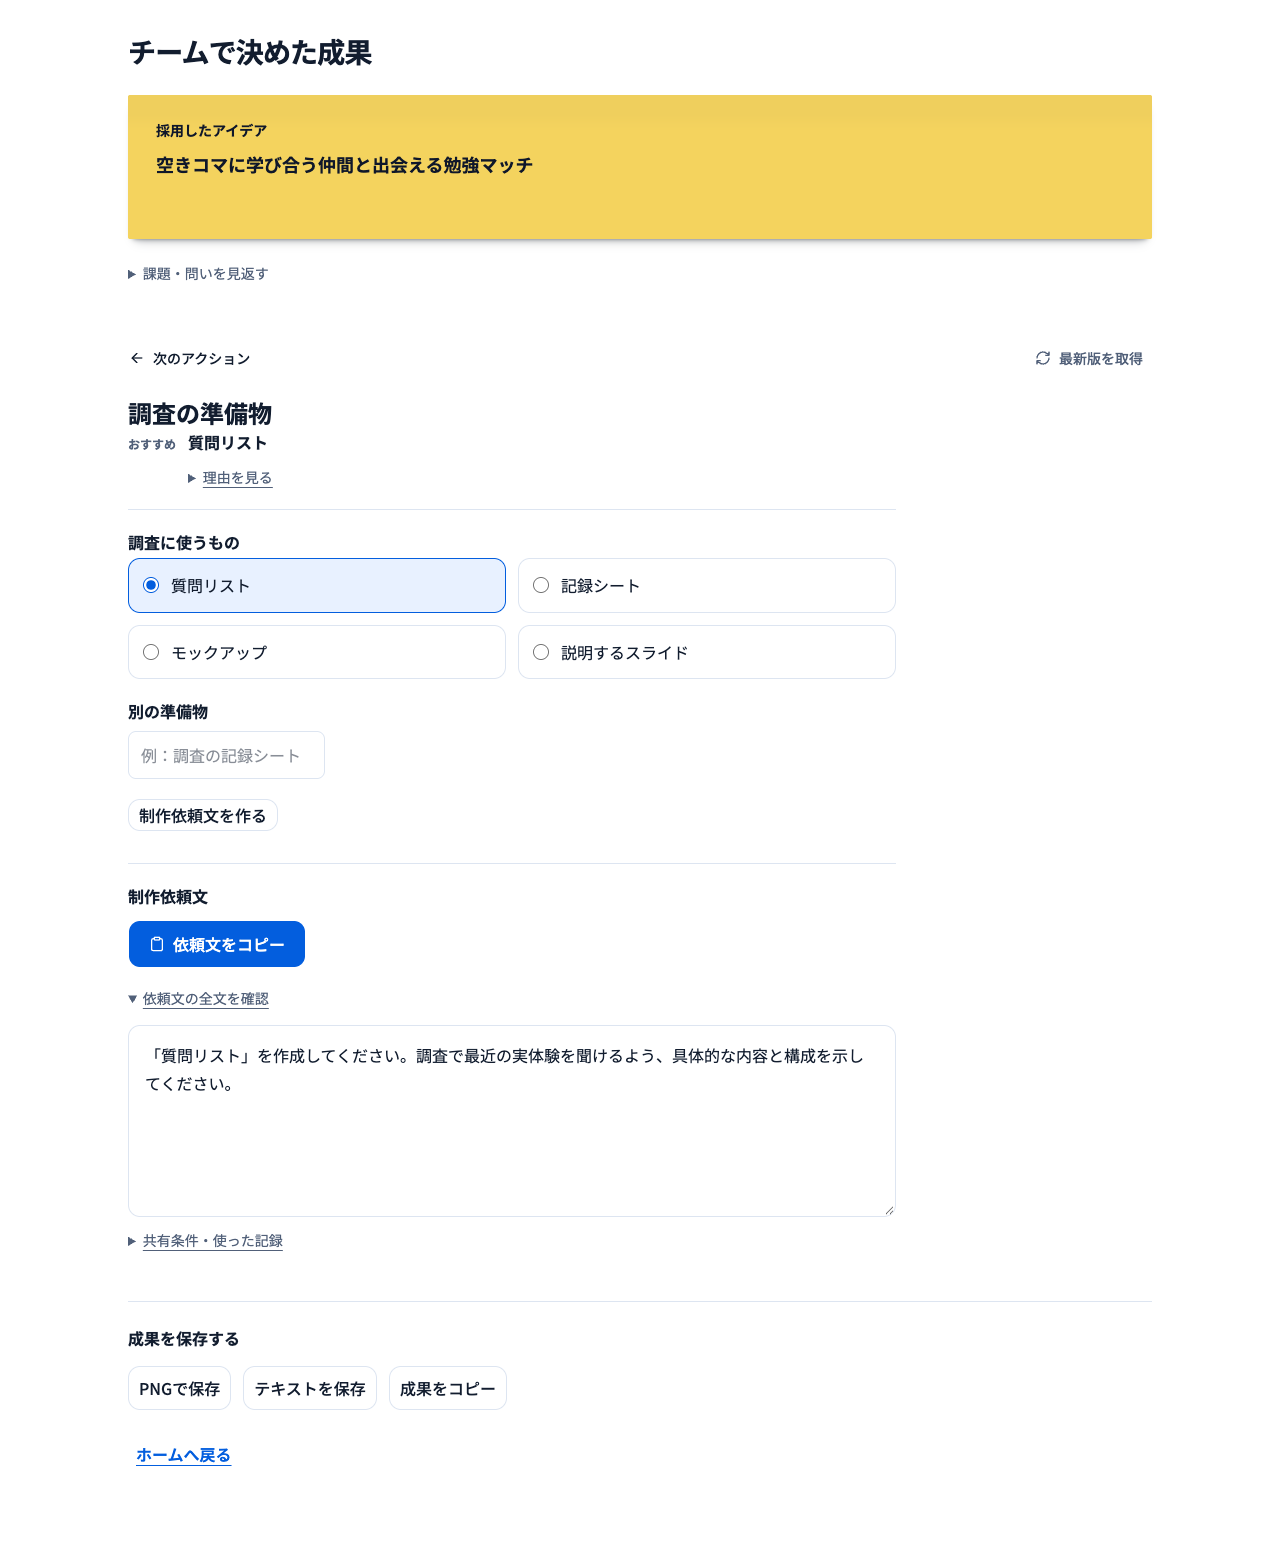 チームで決めた成果
採用したアイデア
空きコマに学び合う仲間と出会える勉強マッチ
課題・問いを見返す
次のアクション
最新版を取得
調査の準備物
おすすめ 質問リスト
理由を見る
調査に使うもの
質問リスト
記録シート
モックアップ
説明するスライド
別の準備物
例：調査の記録シート
制作依頼文を作る
制作依頼文
依頼文をコピー
依頼文の全文を確認
「質問リスト」を作成してください。調査で最近の実体験を聞けるよう、具体的な内容と構成を示し
てください。
共有条件・使った記録
成果を保存する
PNGで保存
テキストを保存
成果をコピー
ホームへ戻る